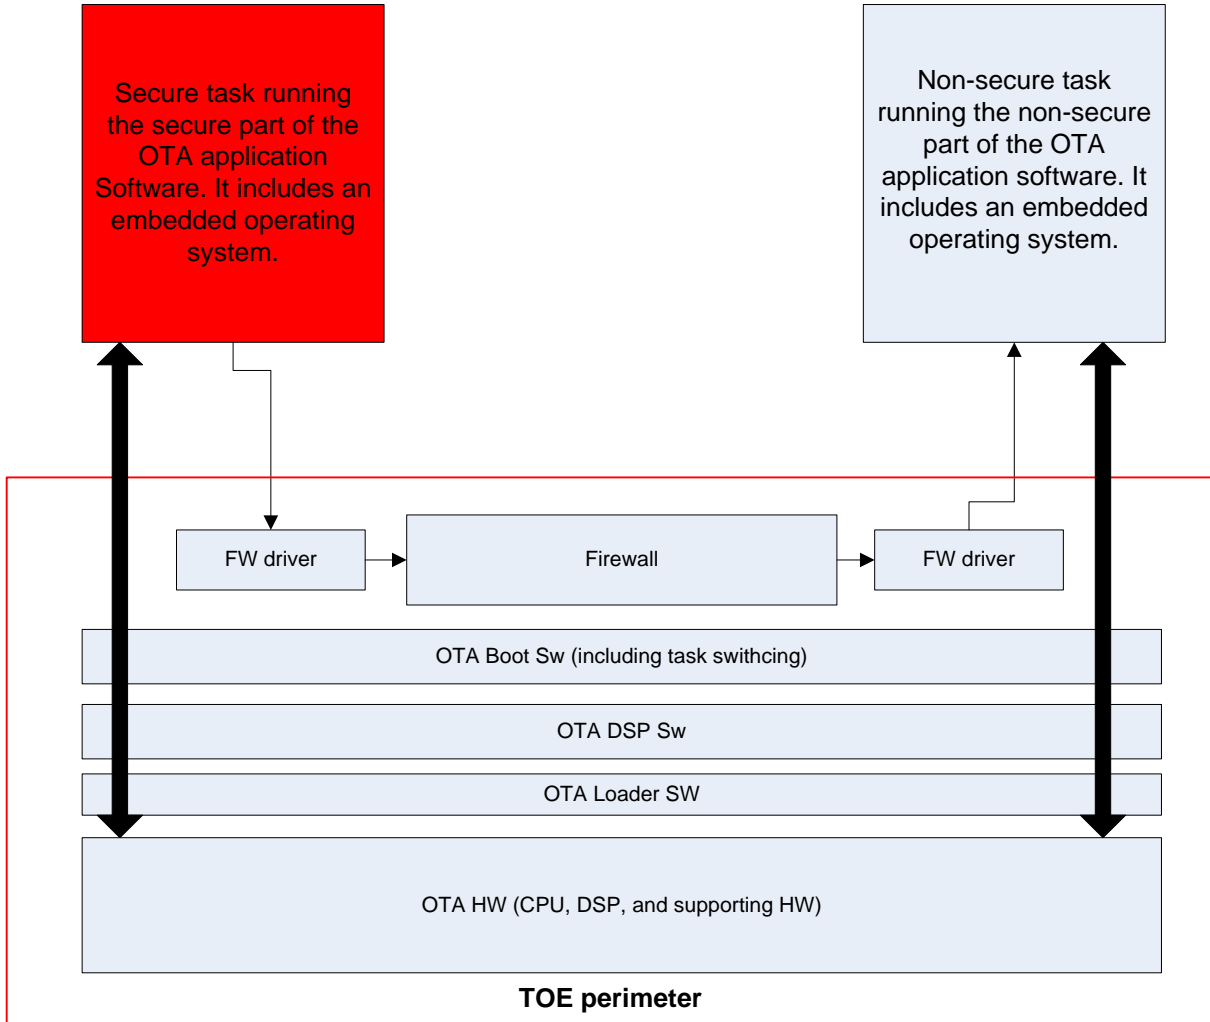 Secure task running
the secure part of the
OTA application
Software. It includes an
embedded operating
system.
Non-secure task
running the non-secure
part of the OTA
application software. It
includes an embedded
operating system.
FW driver
Firewall
FW driver
OTA Boot Sw (including task swithcing)
OTA DSP Sw
OTA Loader SW
OTA HW (CPU, DSP, and supporting HW)
TOE perimeter